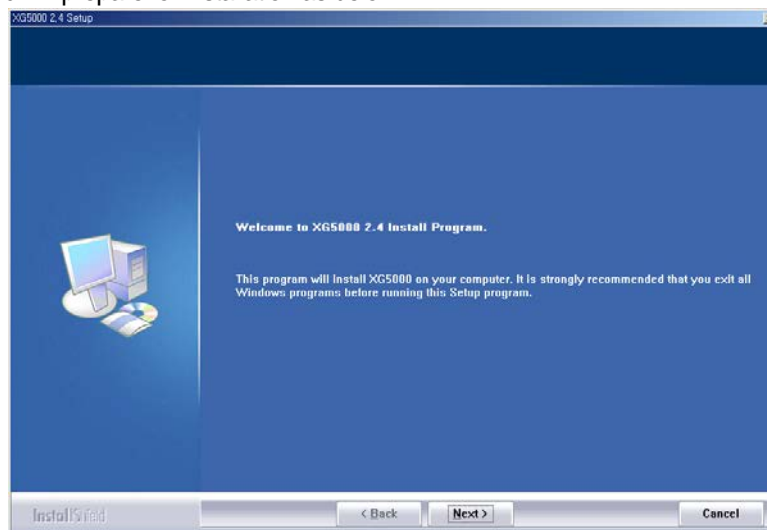 XG5000 2.4 Setup
Welcome to XG5000 2.4 Install Program.
This program will install XG5000 on your computer. It is strongly recommended that you exit all
Windows programs before running this Setup program.
InstallShield
< Back
Next >
Cancel